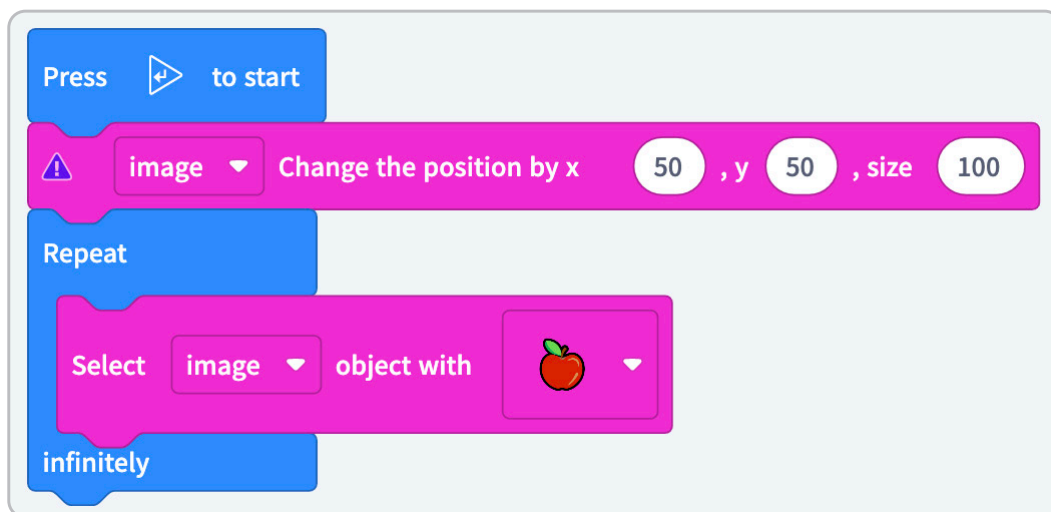 Press to start
image Change the position by x 50 , y 50 , size 100
Repeat
Select image object with
infinitely